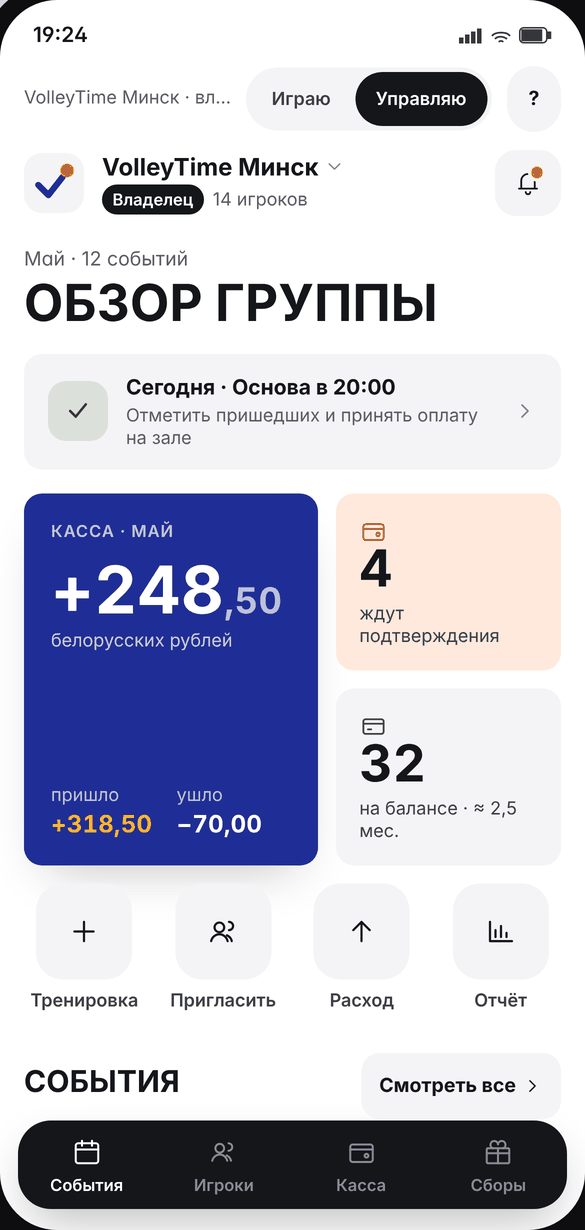 19:24
VolleyTime Минск · вл...
Играю
Управляю
?
VolleyTime Минск
Владелец
14 игроков
Май · 12 событий
ОБЗОР ГРУППЫ
Сегодня · Основа в 20:00
Отметить пришедших и принять оплату
на зале
КАССА · МАЙ
+248,50
белорусских рублей
пришло
ушло
+318,50
−70,00
4
ждут
подтверждения
32
на балансе · ≈ 2,5
мес.
Тренировка
Пригласить
Расход
Отчёт
СОБЫТИЯ
Смотреть все
События
Игроки
Касса
Сборы